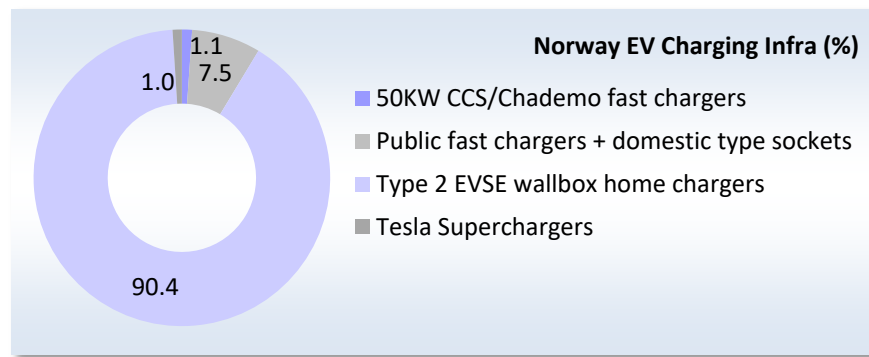 Norway EV Charging Infra (%)
1.1
7.5
1.0
90.4
50KW CCS/Chademo fast chargers
Public fast chargers + domestic type sockets
Type 2 EVSE wallbox home chargers
Tesla Superchargers